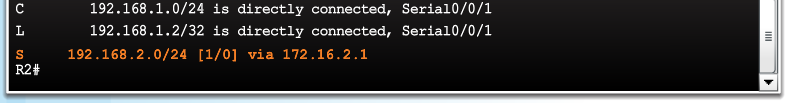 C 192.168.1.0/24 is directly connected, Serial0/0/1
L 192.168.1.2/32 is directly connected, Serial0/0/1
S 192.168.2.0/24 [1/0] via 172.16.2.1
R2#